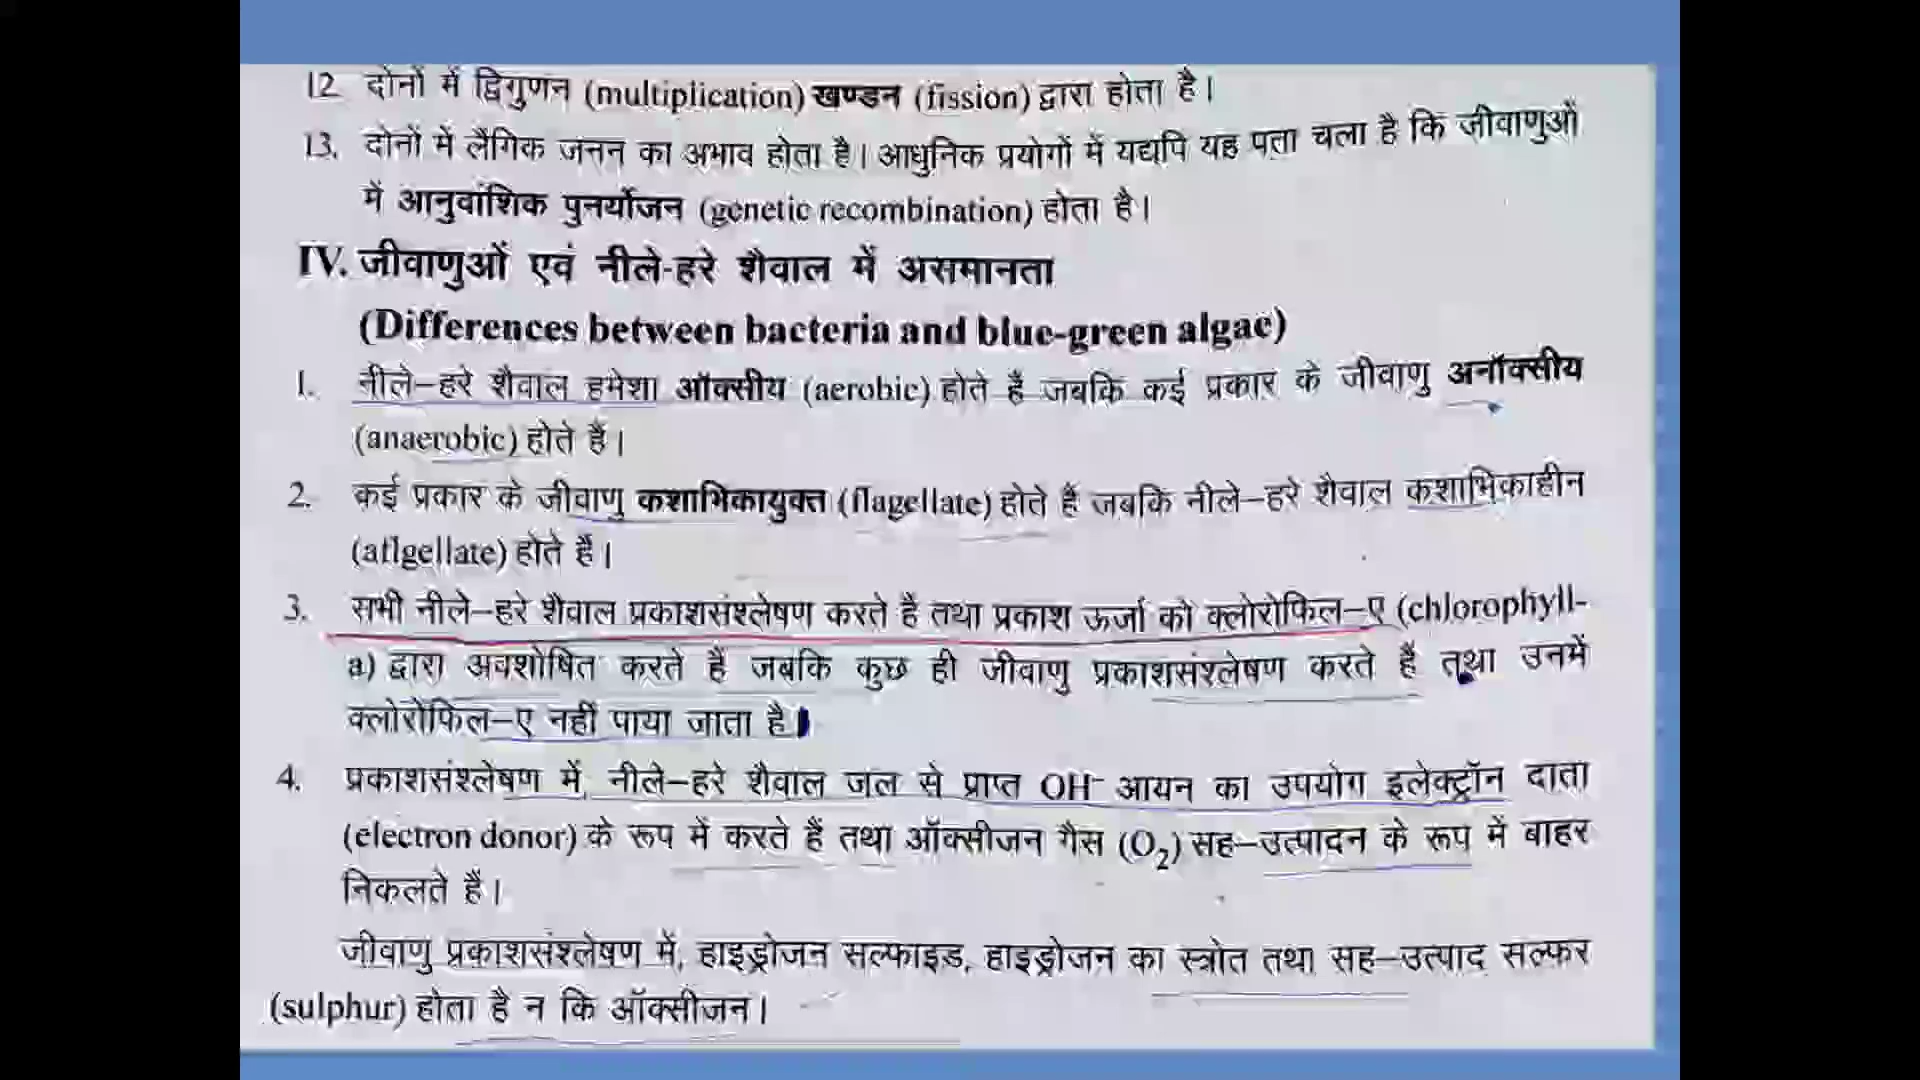 12. दोनों में द्विगुणन (multiplication) खण्डन (fission) द्वारा होता है।
13. दोनों में लैंगिक जनन का अभाव होता है। आधुनिक प्रयोगों में यद्यपि यह पता चला है कि जीवाणुओं
में आनुवांशिक पुनर्योजन (genetic recombination) होता है।
IV. जीवाणुओं एवं नीले-हरे शैवाल में असमानता
(Differences between bacteria and blue-green algae)
1. नीले–हरे शैवाल हमेशा ऑक्सीय (aerobic) होते हैं जबकि कई प्रकार के जीवाणु अनॉक्सीय
(anaerobic) होते हैं।
2. कई प्रकार के जीवाणु कशाभिकायुक्त (flagellate) होते हैं जबकि नीले–हरे शैवाल कशाभिकाहीन
(aflgellate) होते हैं।
3. सभी नीले–हरे शैवाल प्रकाशसंश्लेषण करते हैं तथा प्रकाश ऊर्जा को क्लोरोफिल–ए (chlorophyll-
a) द्वारा अवशोषित करते हैं जबकि कुछ ही जीवाणु प्रकाशसंश्लेषण करते हैं तथा उनमें
क्लोरोफिल–ए नहीं पाया जाता है।
4. प्रकाशसंश्लेषण में, नीले–हरे शैवाल जल से प्राप्त OH⁻ आयन का उपयोग इलेक्ट्रॉन दाता
(electron donor) के रूप में करते हैं तथा ऑक्सीजन गैस (O₂) सह–उत्पादन के रूप में बाहर
निकलते हैं।
जीवाणु प्रकाशसंश्लेषण में, हाइड्रोजन सल्फाइड, हाइड्रोजन का स्त्रोत तथा सह–उत्पाद सल्फर
(sulphur) होता है न कि ऑक्सीजन।